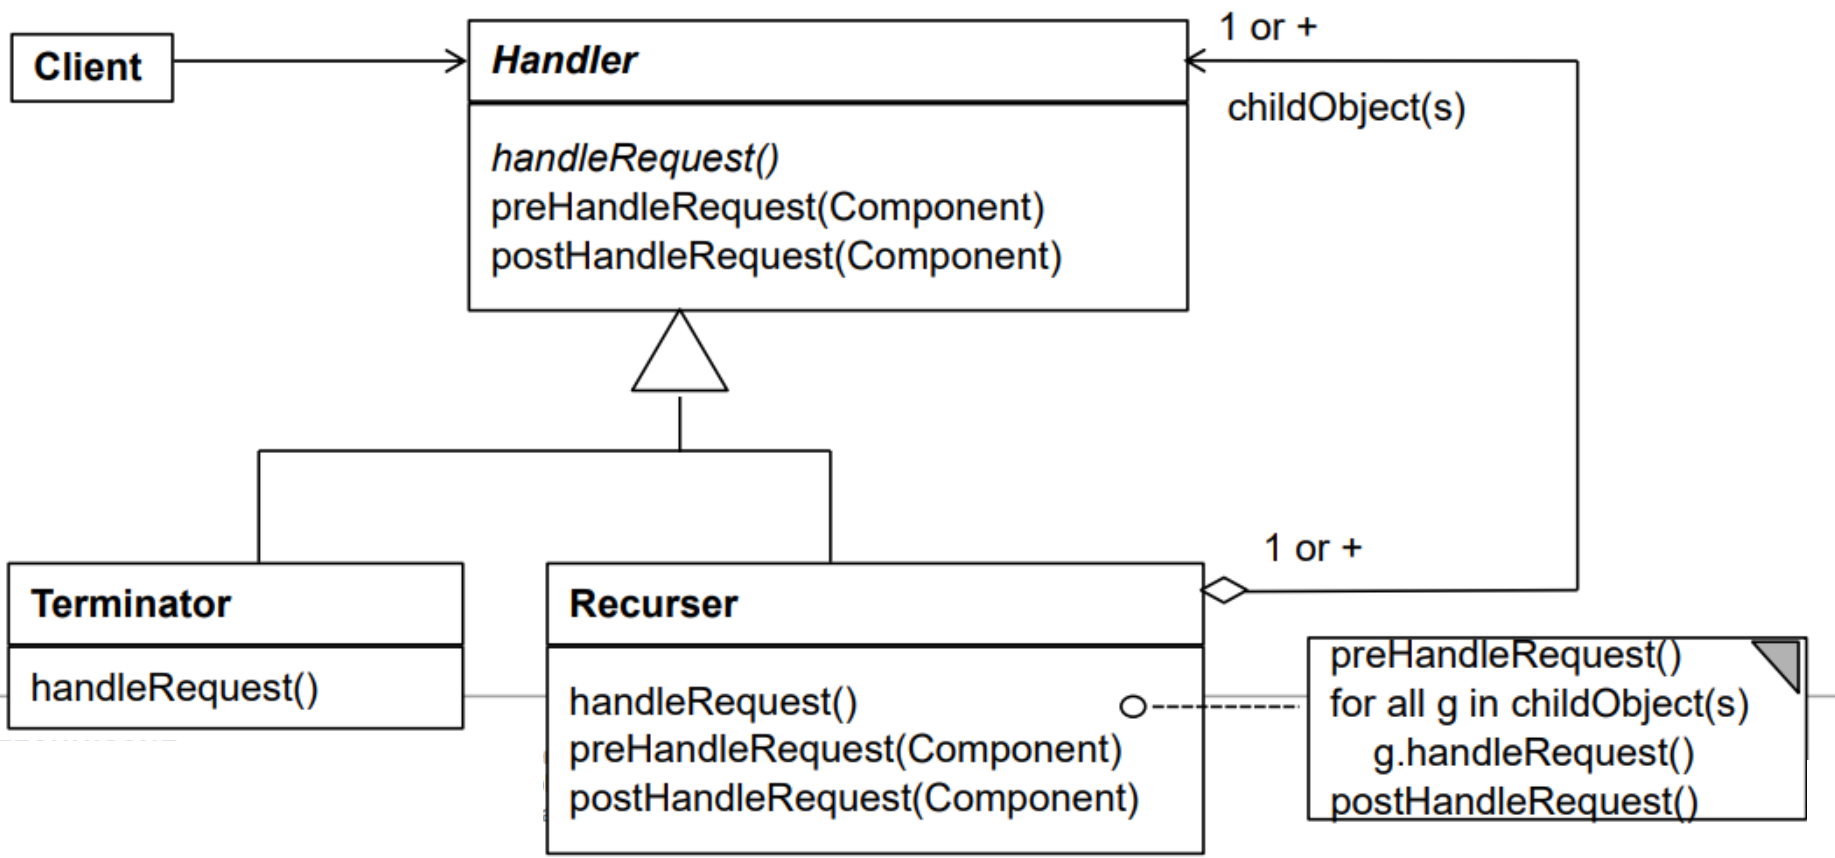 Client
Handler
handleRequest()
preHandleRequest(Component)
postHandleRequest(Component)
1 or +
childObject(s)
1 or +
Terminator
handleRequest()
Recurser
handleRequest()
preHandleRequest(Component)
postHandleRequest(Component)
preHandleRequest()
for all g in childObject(s)
g.handleRequest()
postHandleRequest()